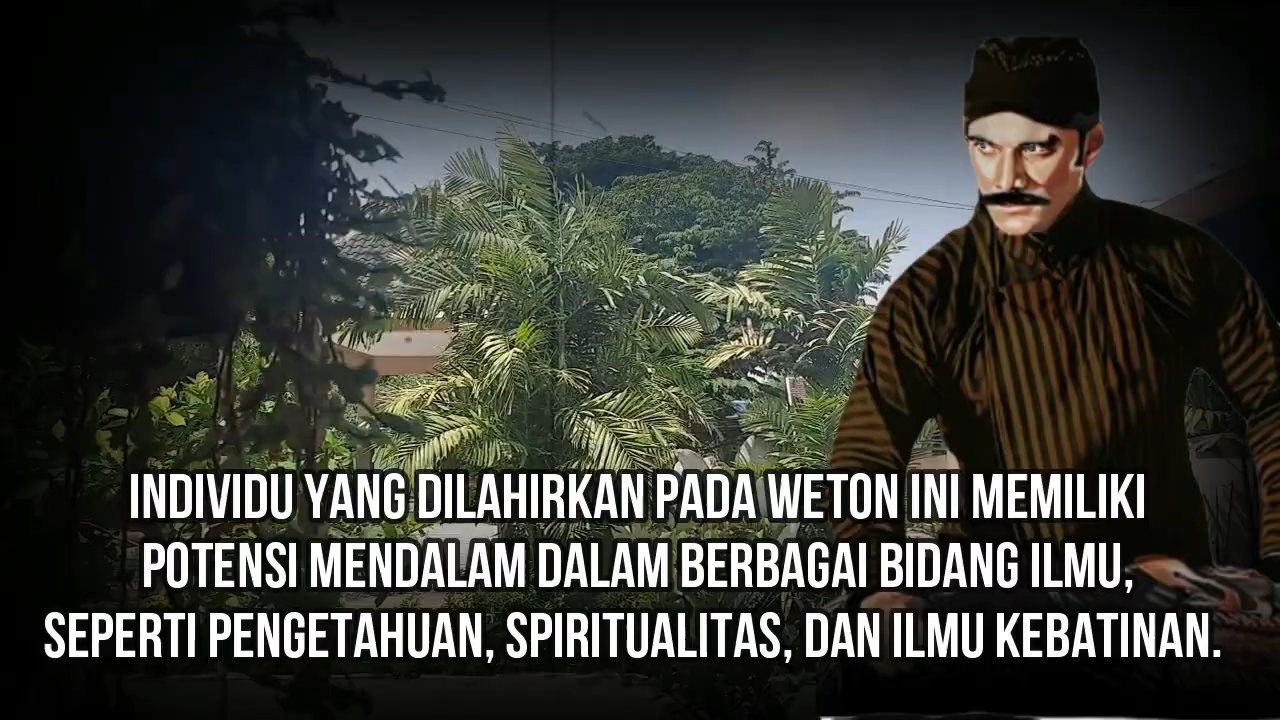 INDIVIDU YANG DILAHIRKAN PADA WETON INI MEMILIKI
POTENSI MENDALAM DALAM BERBAGAI BIDANG ILMU,
SEPERTI PENGETAHUAN, SPIRITUALITAS, DAN ILMU KEBATINAN.